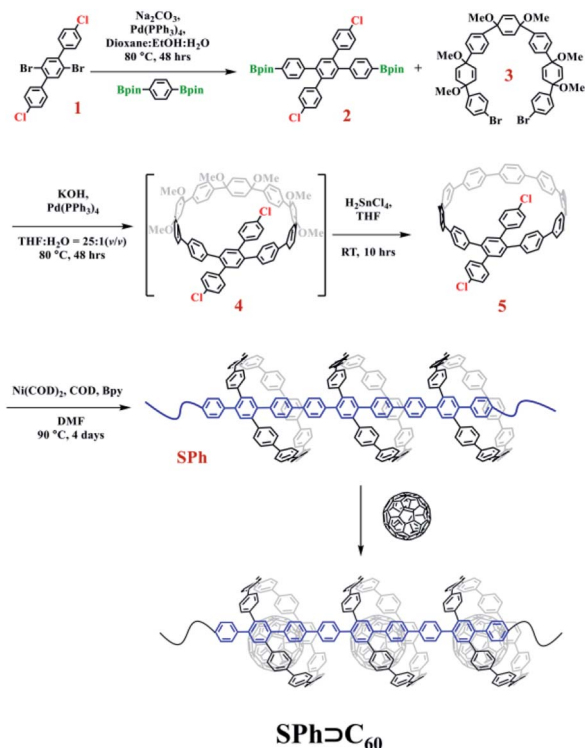 Cl
Br
Br
Cl
1
Na₂CO₃,
Pd(PPh₃)₄,
Dioxane:EtOH:H₂O
80 °C, 48 hrs
Bpin
Bpin
Cl
Bpin
Bpin
Cl
2
+
MeO
OMe
MeO
OMe
OMe
OMe
Br
Br
3
KOH,
Pd(PPh₃)₄
THF:H₂O = 25:1(v/v)
80 °C, 48 hrs
MeO
OMe
MeO
OMe
MeO
OMe
Cl
Cl
4
H₂SnCl₄,
THF
RT, 10 hrs
Cl
Cl
5
Ni(COD)₂, COD, Bpy
DMF
90 °C, 4 days
SPh
SPh⊃C₆₀